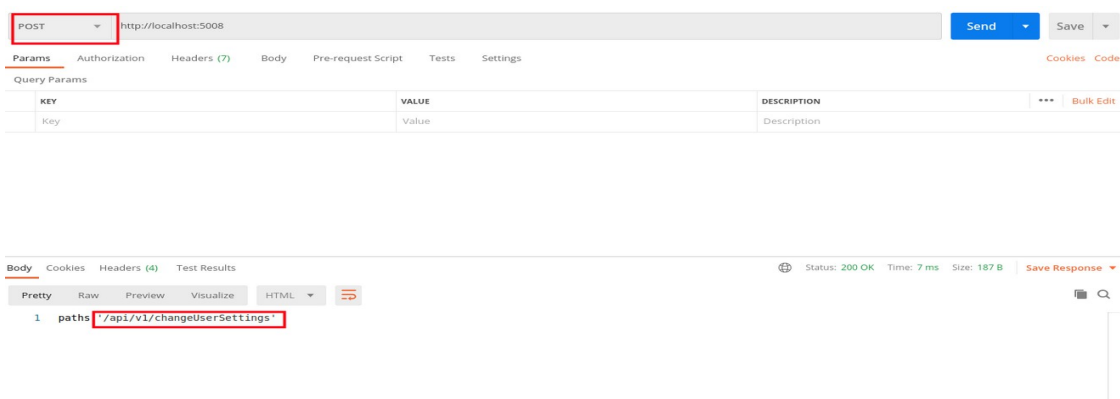 POST http://localhost:5008 Send Save
Params Authorization Headers (7) Body Pre-request Script Tests Settings Cookies Code
Query Params
KEY VALUE DESCRIPTION ••• Bulk Edit
Key Value Description
Body Cookies Headers (4) Test Results Status: 200 OK Time: 7 ms Size: 187 B Save Response
Pretty Raw Preview Visualize HTML
1 paths '/api/v1/changeUserSettings'